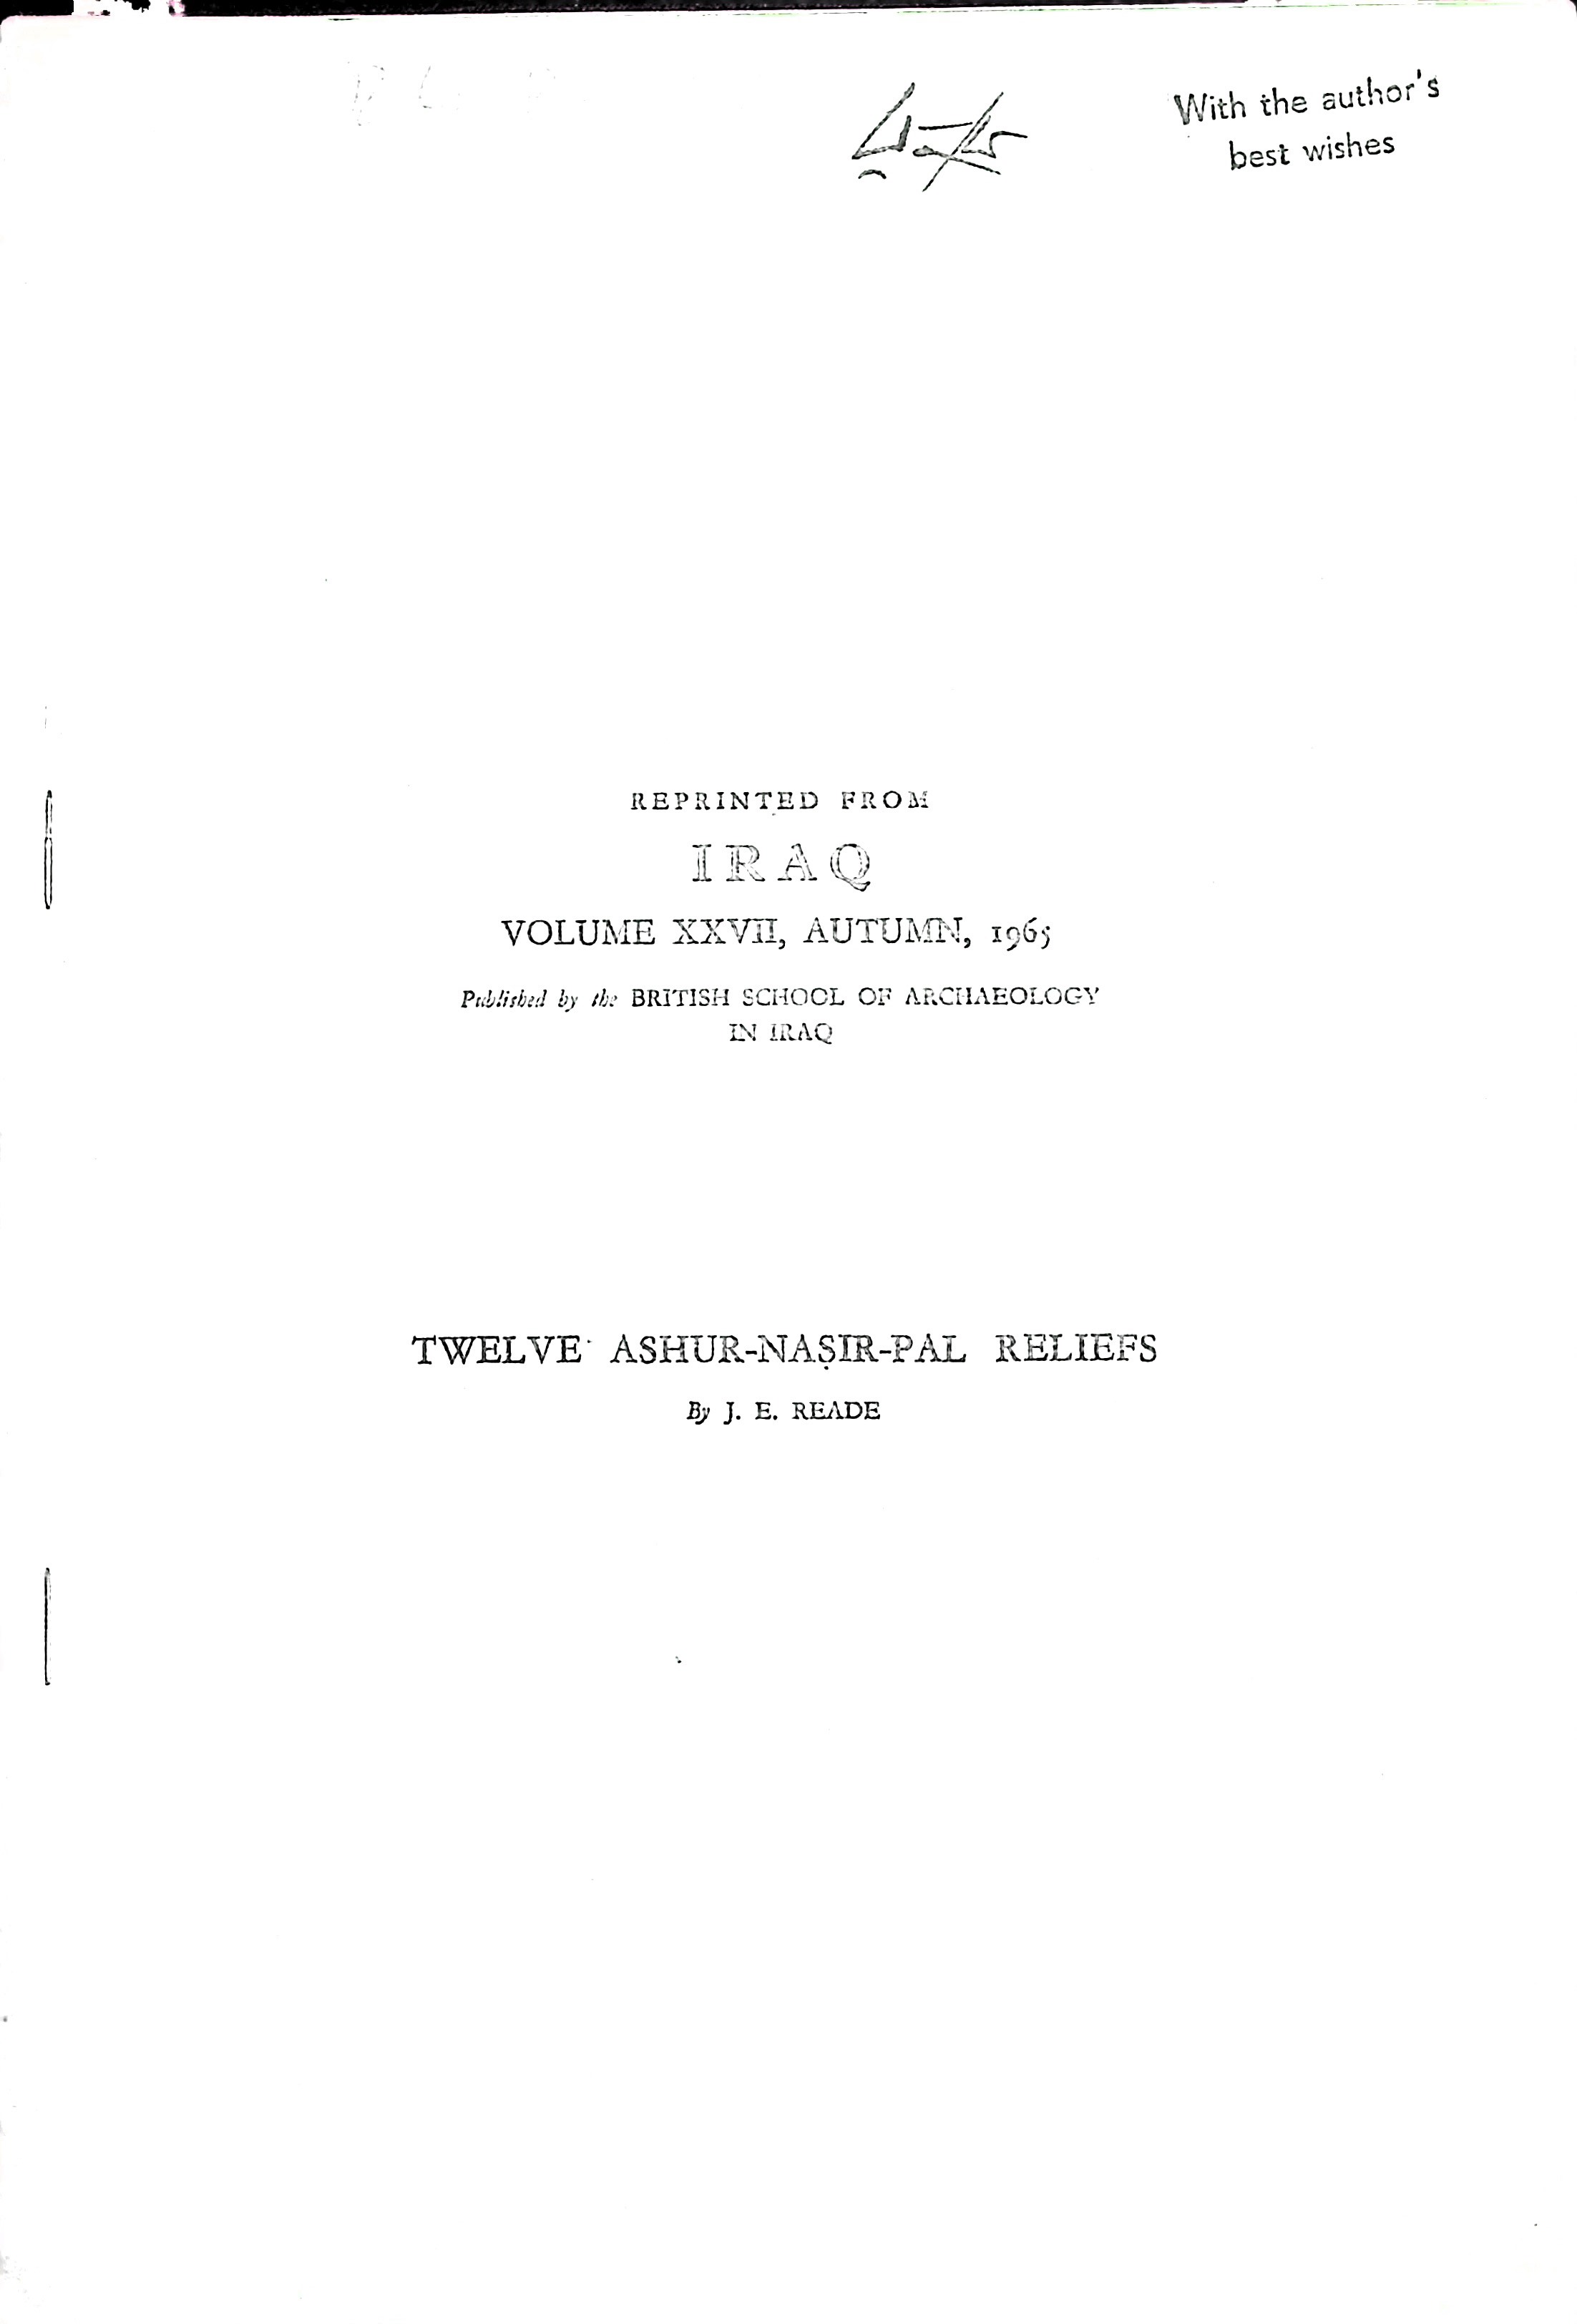 With the author's
best wishes
REPRINTED FROM
IRAQ
VOLUME XXVII, AUTUMN, 1965
Published by the BRITISH SCHOOL OF ARCHAEOLOGY
IN IRAQ
TWELVE ASHUR-NAṢIR-PAL RELIEFS
By J. E. READE